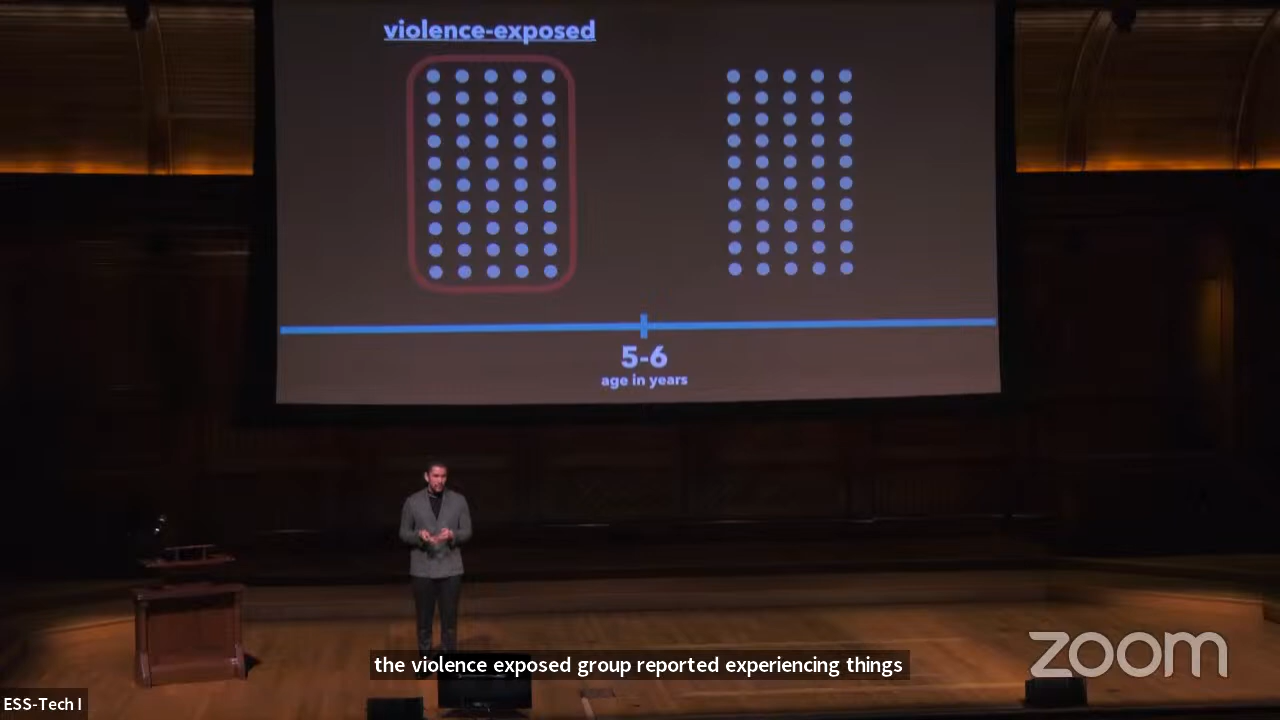 violence-exposed
5-6
age in years
the violence exposed group reported experiencing things
zoom
ESS-Tech I